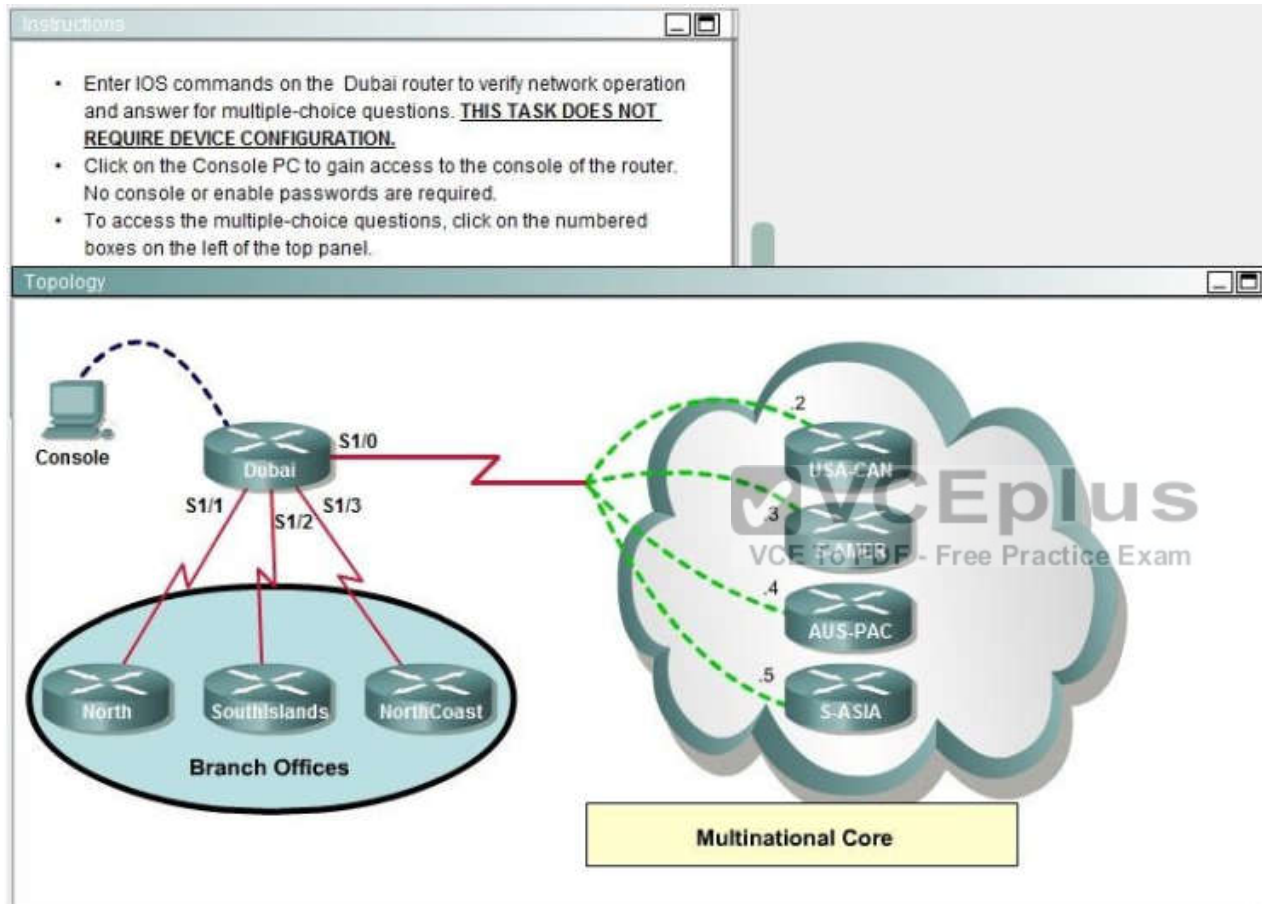 Instructions
• Enter IOS commands on the Dubai router to verify network operation
and answer for multiple-choice questions. THIS TASK DOES NOT
REQUIRE DEVICE CONFIGURATION.
• Click on the Console PC to gain access to the console of the router.
No console or enable passwords are required.
• To access the multiple-choice questions, click on the numbered
boxes on the left of the top panel.
Topology
Console
Dubai
S1/0
S1/1
S1/2
S1/3
North
SouthIslands
NorthCoast
Branch Offices
.2
USA-CAN
.3
S-AMER
.4
AUS-PAC
.5
S-ASIA
VCEplus
VCE To PDF - Free Practice Exam
Multinational Core